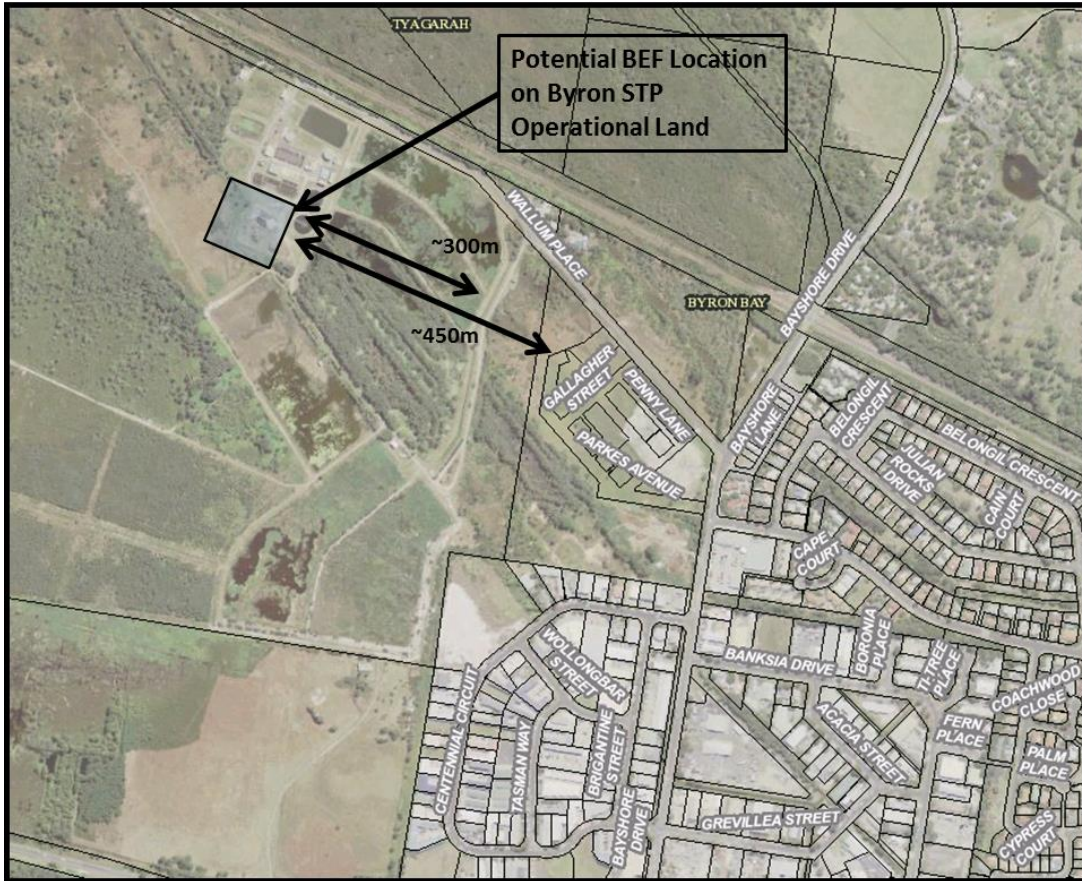 TYAGARAH
Potential BEF Location
on Byron STP
Operational Land
WALLUM PLACE
~300m
~450m
BYRON BAY
BAYSHORE DRIVE
GALLAGHER
STREET
PENNY LANE
PARKES AVENUE
BAYSHORE
LANE
BELONGIL
CRESCENT
BELONGIL CRESCENT
JULIAN
ROCKS
DRIVE
CAIN
COURT
CAPE
COURT
BANKSIA DRIVE
BORONIA
PLACE
TI-TREE
PLACE
COACHWOOD
CLOSE
WOLLONGBAR
STREET
CENTENNIAL CIRCUIT
TASMAN WAY
BRIGANTINE
STREET
BAYSHORE
DRIVE
ACACIA STREET
FERN
PLACE
PALM
PLACE
GREVILLEA STREET
CYPRESS
COURT